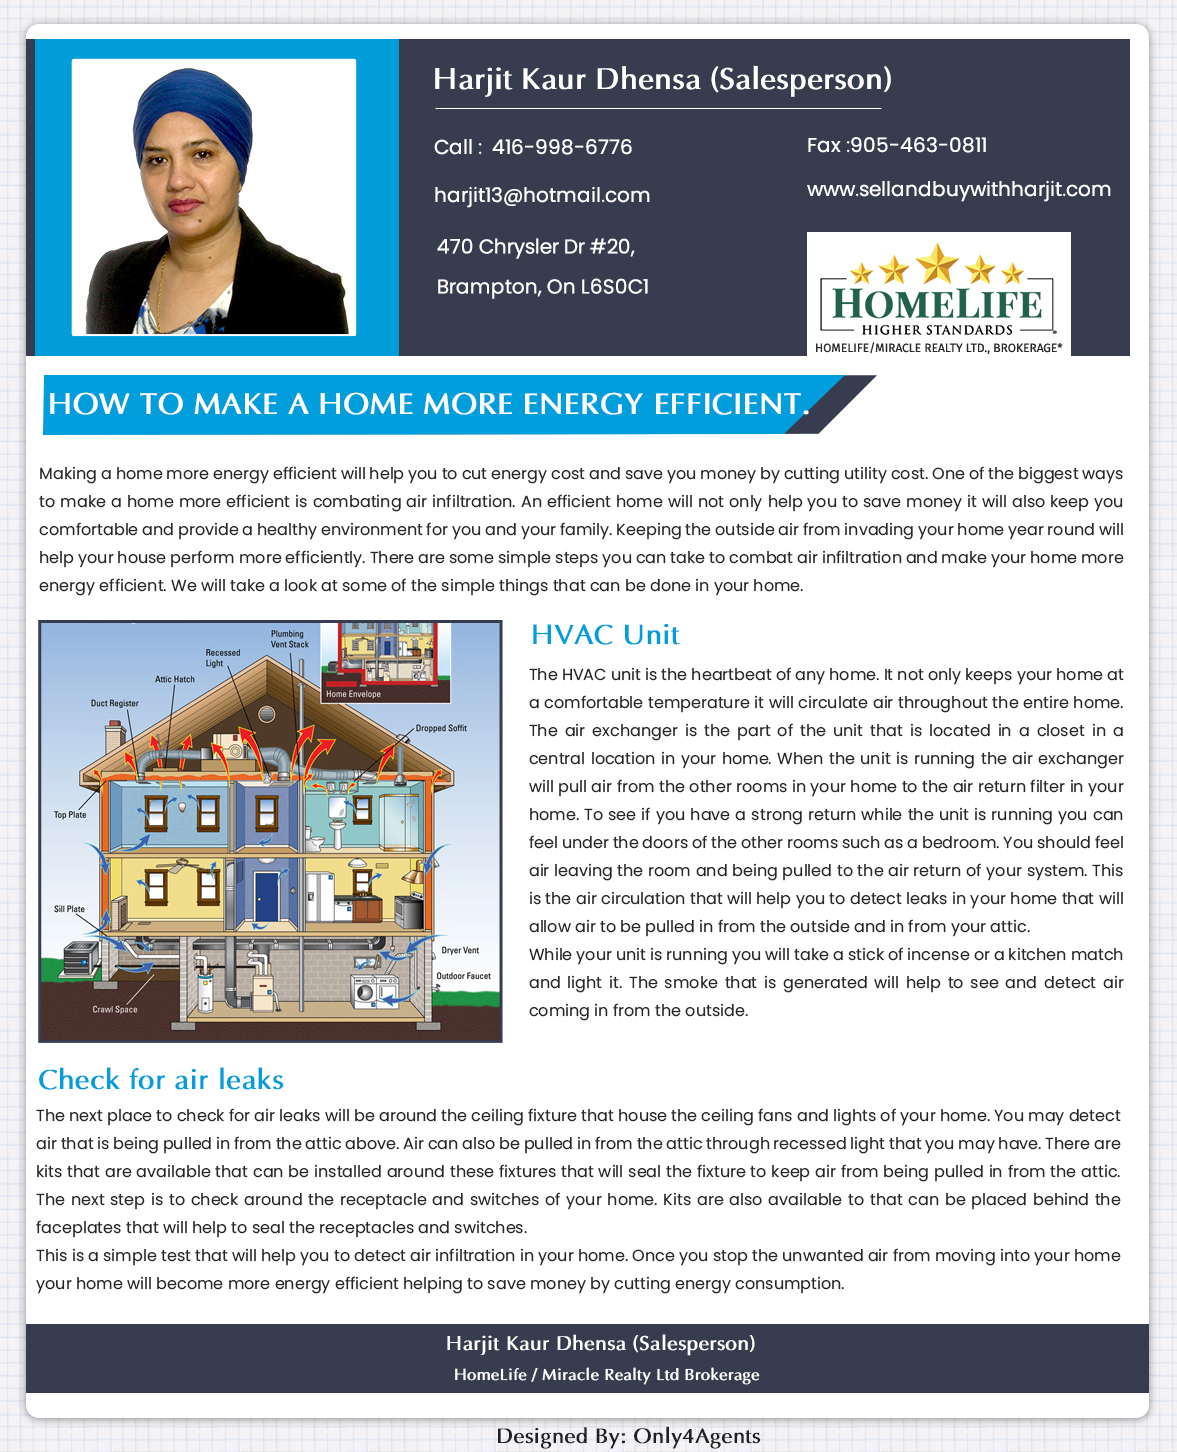 Harjit Kaur Dhensa (Salesperson)
Call :  416-998-6776
Fax :905-463-0811
harjit13@hotmail.com
www.sellandbuywithharjit.com
470 Chrysler Dr #20,
Brampton, On L6S0C1
HOMELIFE
HIGHER STANDARDS
HOMELIFE/MIRACLE REALTY LTD., BROKERAGE*
HOW TO MAKE A HOME MORE ENERGY EFFICIENT.
Making a home more energy efficient will help you to cut energy cost and save you money by cutting utility cost. One of the biggest ways
to make a home more efficient is combating air infiltration. An efficient home will not only help you to save money it will also keep you
comfortable and provide a healthy environment for you and your family. Keeping the outside air from invading your home year round will
help your house perform more efficiently. There are some simple steps you can take to combat air infiltration and make your home more
energy efficient. We will take a look at some of the simple things that can be done in your home.
Plumbing
Vent Stack
Recessed
Light
Attic Hatch
Duct Register
Home Envelope
Dropped Soffit
Top Plate
Sill Plate
Dryer Vent
Outdoor Faucet
Crawl Space
HVAC Unit
The HVAC unit is the heartbeat of any home. It not only keeps your home at
a comfortable temperature it will circulate air throughout the entire home.
The air exchanger is the part of the unit that is located in a closet in a
central location in your home. When the unit is running the air exchanger
will pull air from the other rooms in your home to the air return filter in your
home. To see if you have a strong return while the unit is running you can
feel under the doors of the other rooms such as a bedroom. You should feel
air leaving the room and being pulled to the air return of your system. This
is the air circulation that will help you to detect leaks in your home that will
allow air to be pulled in from the outside and in from your attic.
While your unit is running you will take a stick of incense or a kitchen match
and light it. The smoke that is generated will help to see and detect air
coming in from the outside.
Check for air leaks
The next place to check for air leaks will be around the ceiling fixture that house the ceiling fans and lights of your home. You may detect
air that is being pulled in from the attic above. Air can also be pulled in from the attic through recessed light that you may have. There are
kits that are available that can be installed around these fixtures that will seal the fixture to keep air from being pulled in from the attic.
The next step is to check around the receptacle and switches of your home. Kits are also available to that can be placed behind the
faceplates that will help to seal the receptacles and switches.
This is a simple test that will help you to detect air infiltration in your home. Once you stop the unwanted air from moving into your home
your home will become more energy efficient helping to save money by cutting energy consumption.
Harjit Kaur Dhensa (Salesperson)
HomeLife / Miracle Realty Ltd Brokerage
Designed By: Only4Agents